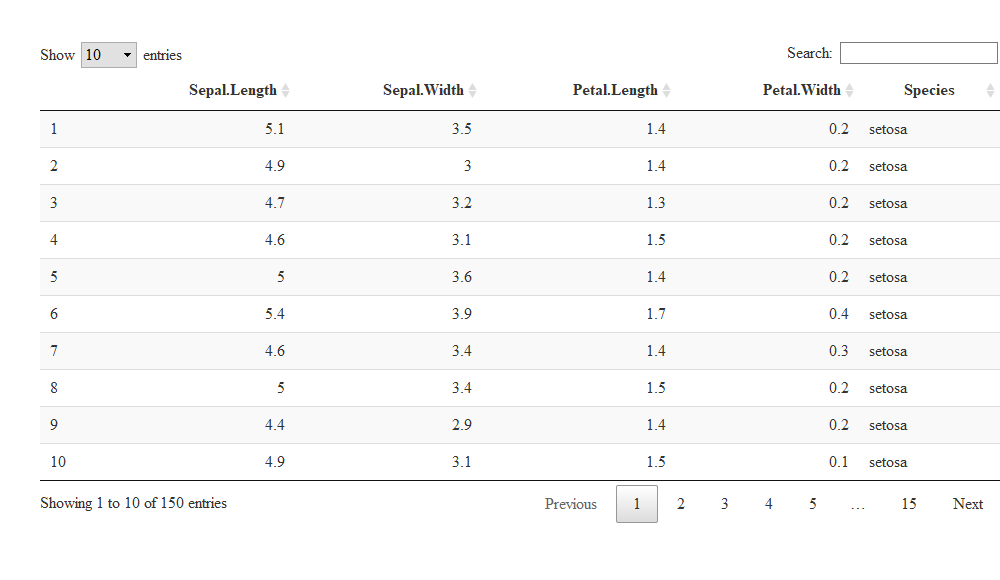 Show 10 entries Search:
Sepal.Length Sepal.Width Petal.Length Petal.Width Species
1 5.1 3.5 1.4 0.2 setosa
2 4.9 3 1.4 0.2 setosa
3 4.7 3.2 1.3 0.2 setosa
4 4.6 3.1 1.5 0.2 setosa
5 5 3.6 1.4 0.2 setosa
6 5.4 3.9 1.7 0.4 setosa
7 4.6 3.4 1.4 0.3 setosa
8 5 3.4 1.5 0.2 setosa
9 4.4 2.9 1.4 0.2 setosa
10 4.9 3.1 1.5 0.1 setosa
Showing 1 to 10 of 150 entries Previous 1 2 3 4 5 … 15 Next